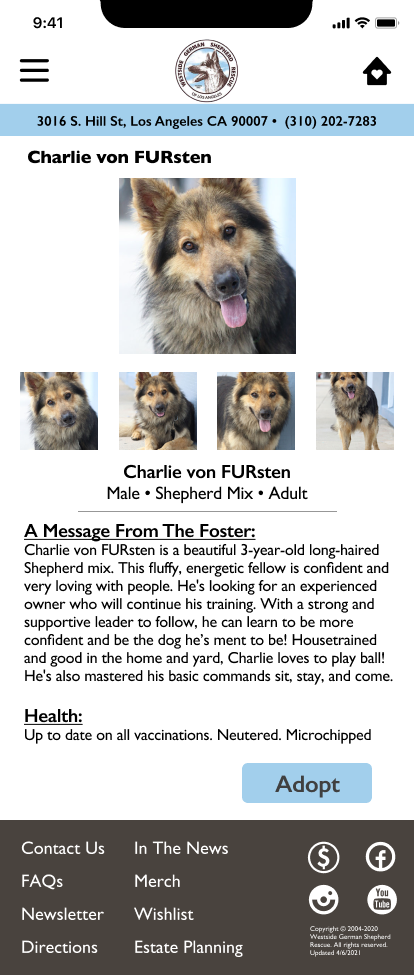 9:41
WESTSIDE GERMAN SHEPHERD RESCUE
OF LOS ANGELES
3016 S. Hill St, Los Angeles CA 90007 • (310) 202-7283
Charlie von FURsten
Charlie von FURsten
Male • Shepherd Mix • Adult
A Message From The Foster:
Charlie von FURsten is a beautiful 3-year-old long-haired
Shepherd mix. This fluffy, energetic fellow is confident and
very loving with people. He's looking for an experienced
owner who will continue his training. With a strong and
supportive leader to follow, he can learn to be more
confident and be the dog he's ment to be! Housetrained
and good in the home and yard, Charlie loves to play ball!
He's also mastered his basic commands sit, stay, and come.
Health:
Up to date on all vaccinations. Neutered. Microchipped
Adopt
Contact Us
In The News
FAQs
Merch
Newsletter
Wishlist
Directions
Estate Planning
$
f
You
Tube
Copyright © 2004-2020
Westside German Shepherd
Rescue. All rights reserved.
Updated 4/6/2021